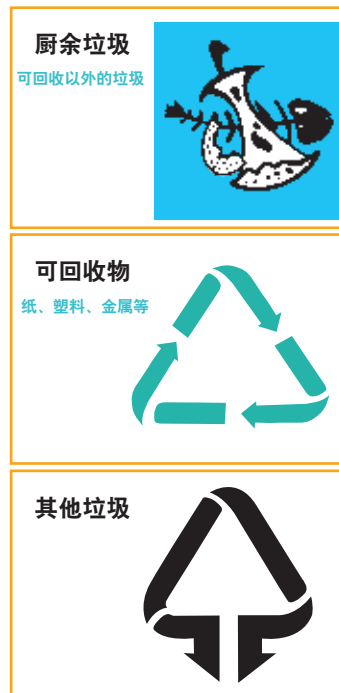 厨余垃圾
可回收以外的垃圾
可回收物
纸、塑料、金属等
其他垃圾